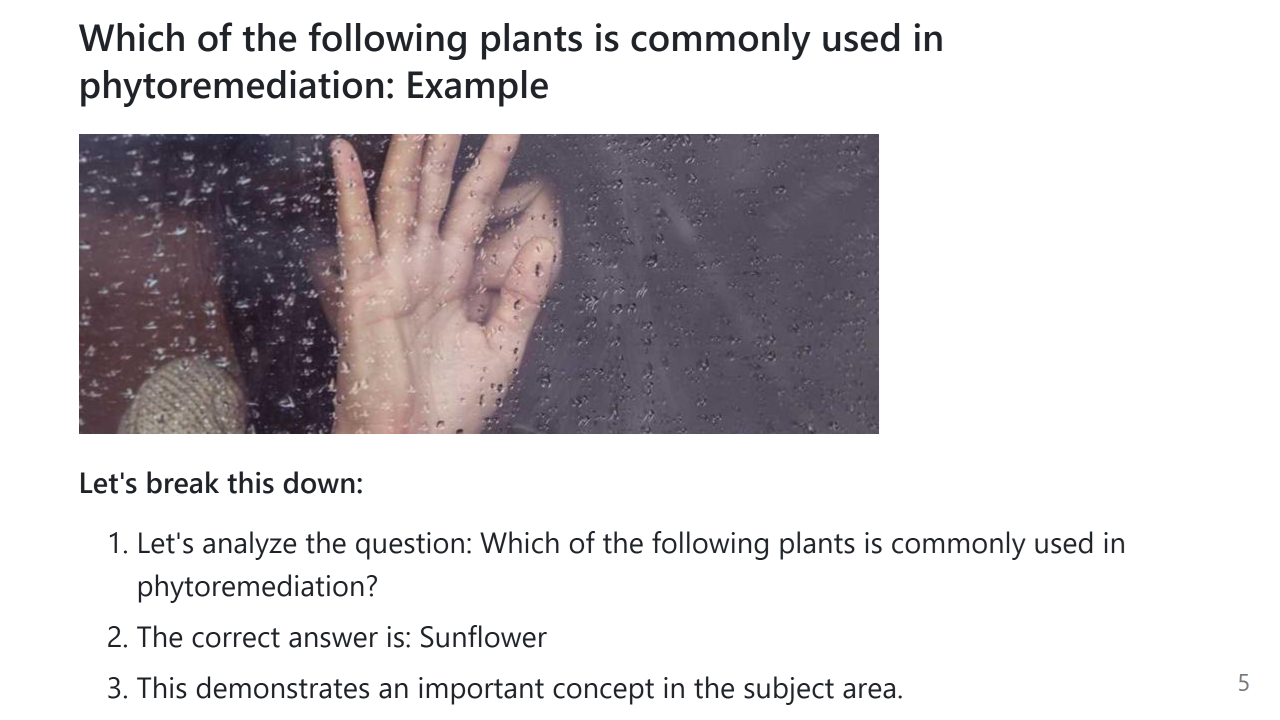 Which of the following plants is commonly used in
phytoremediation: Example
Let's break this down:
1. Let's analyze the question: Which of the following plants is commonly used in
phytoremediation?
2. The correct answer is: Sunflower
3. This demonstrates an important concept in the subject area.
5